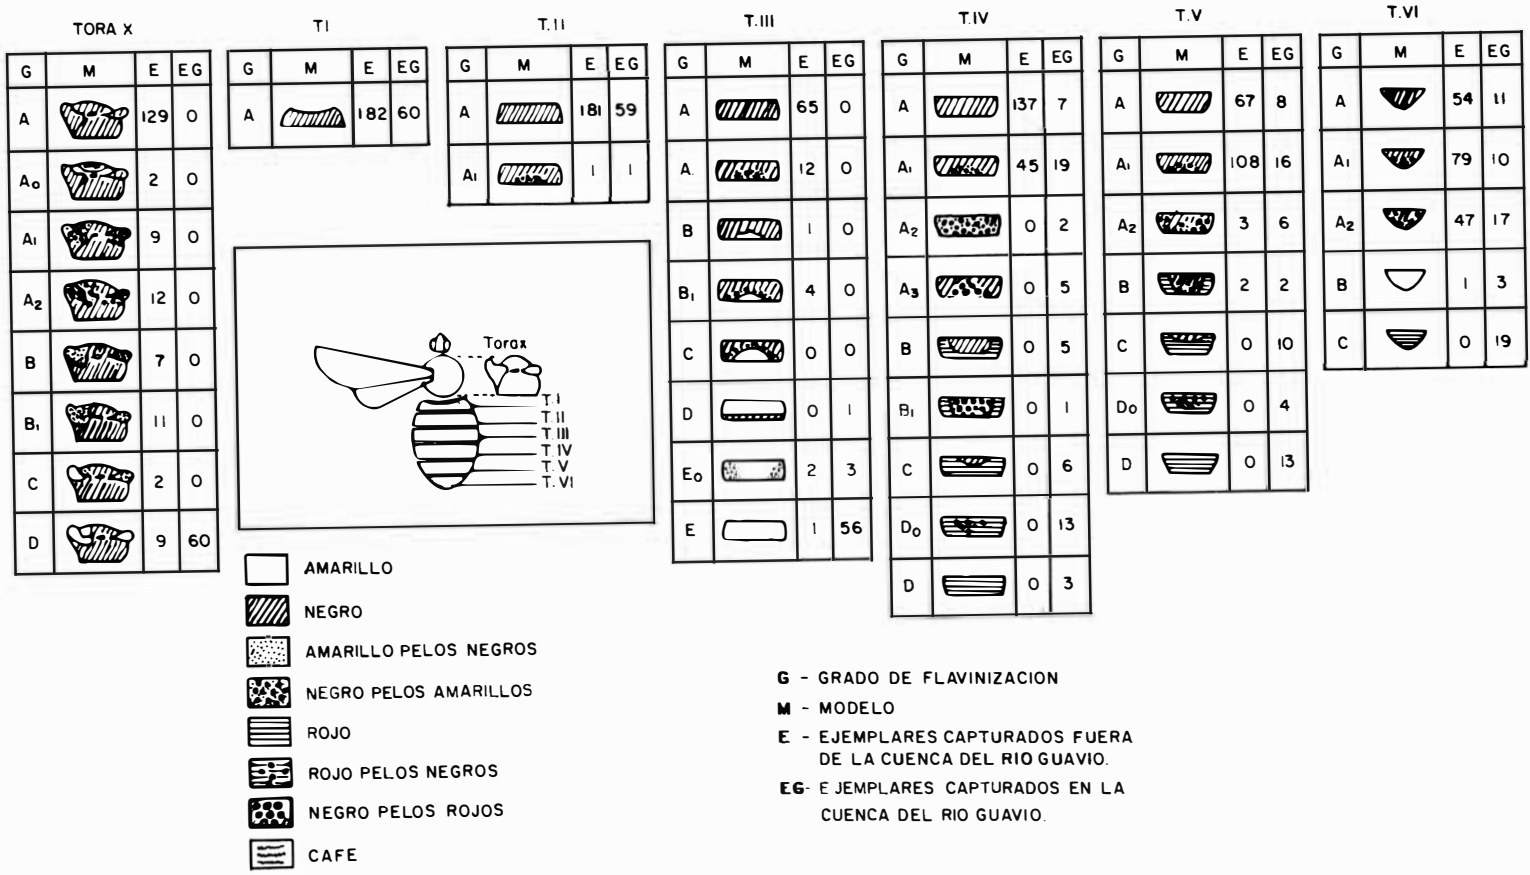 TORA X
G M E EG
A 129 0
A0 2 0
A1 9 0
A2 12 0
B 7 0
B1 11 0
C 2 0
D 9 60
TI
G M E EG
A 182 60
T.II
G M E EG
A 181 59
A1 1 1
T.III
G M E EG
A 65 0
A. 12 0
B 1 0
B1 4 0
C 0 0
D 0 1
E0 2 3
E 1 56
T.IV
G M E EG
A 137 7
A1 45 19
A2 0 2
A3 0 5
B 0 5
B1 0 1
C 0 6
D0 0 13
D 0 3
T.V
G M E EG
A 67 8
A1 108 16
A2 3 6
B 2 2
C 0 10
D0 0 4
D 0 13
T.VI
G M E EG
A 54 11
A1 79 10
A2 47 17
B 1 3
C 0 19
Torax
T.I
T.II
T.III
T.IV
T.V
T.VI
AMARILLO
NEGRO
AMARILLO PELOS NEGROS
NEGRO PELOS AMARILLOS
ROJO
ROJO PELOS NEGROS
NEGRO PELOS ROJOS
CAFE
G - GRADO DE FLAVINIZACION
M - MODELO
E - EJEMPLARES CAPTURADOS FUERA
DE LA CUENCA DEL RIO GUAVIO.
EG- EJEMPLARES CAPTURADOS EN LA
CUENCA DEL RIO GUAVIO.